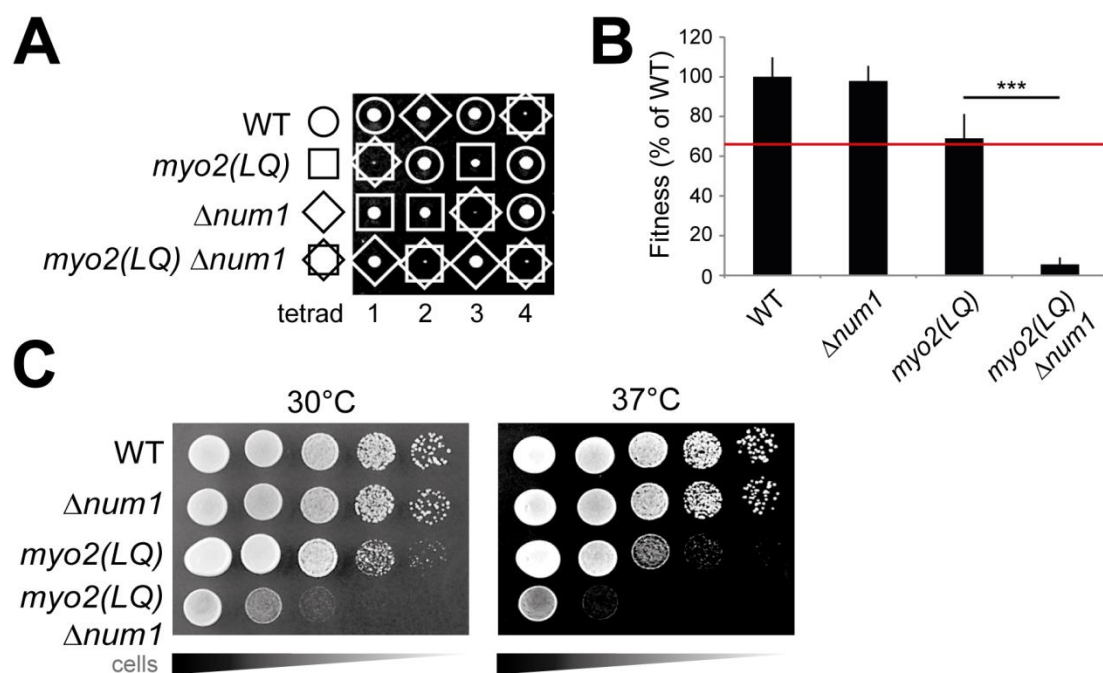 A
WT
myo2(LQ)
Δnum1
myo2(LQ) Δnum1
tetrad 1 2 3 4
B
Fitness (% of WT)
120
100
80
60
40
20
0
***
WT
Δnum1
myo2(LQ)
myo2(LQ)
Δnum1
C
30°C 37°C
WT
Δnum1
myo2(LQ)
myo2(LQ)
Δnum1
cells